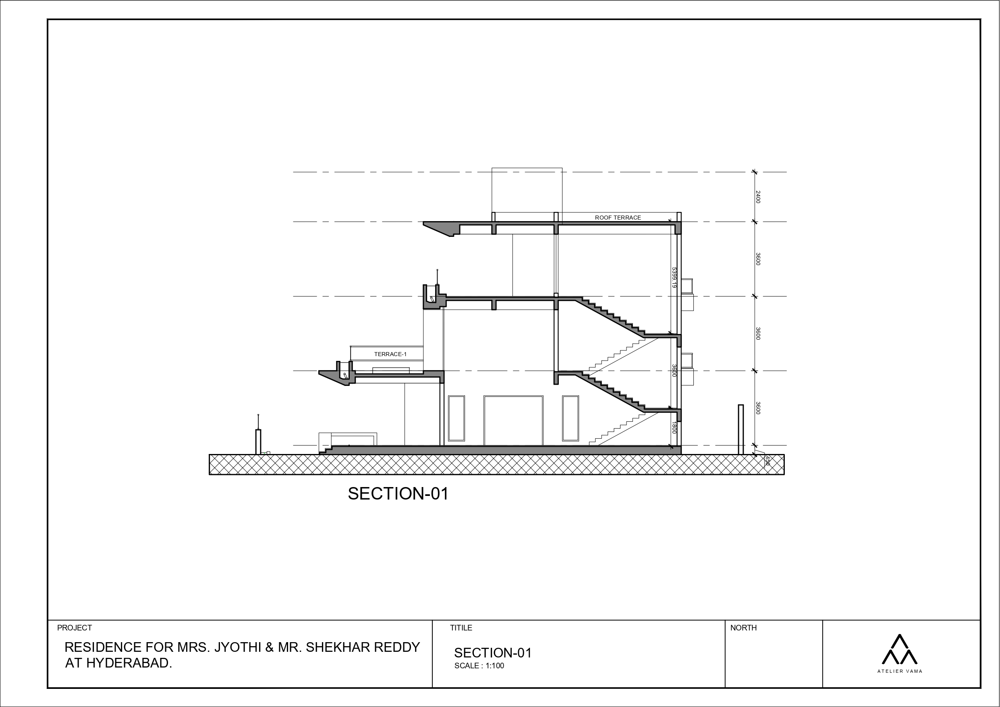 2400
ROOF TERRACE
3600
5399.19
3600
TERRACE-1
3600
3600
1800
450
SECTION-01
PROJECT
RESIDENCE FOR MRS. JYOTHI & MR. SHEKHAR REDDY
AT HYDERABAD.
TITILE
SECTION-01
SCALE : 1:100
NORTH
ATELIER VAMA